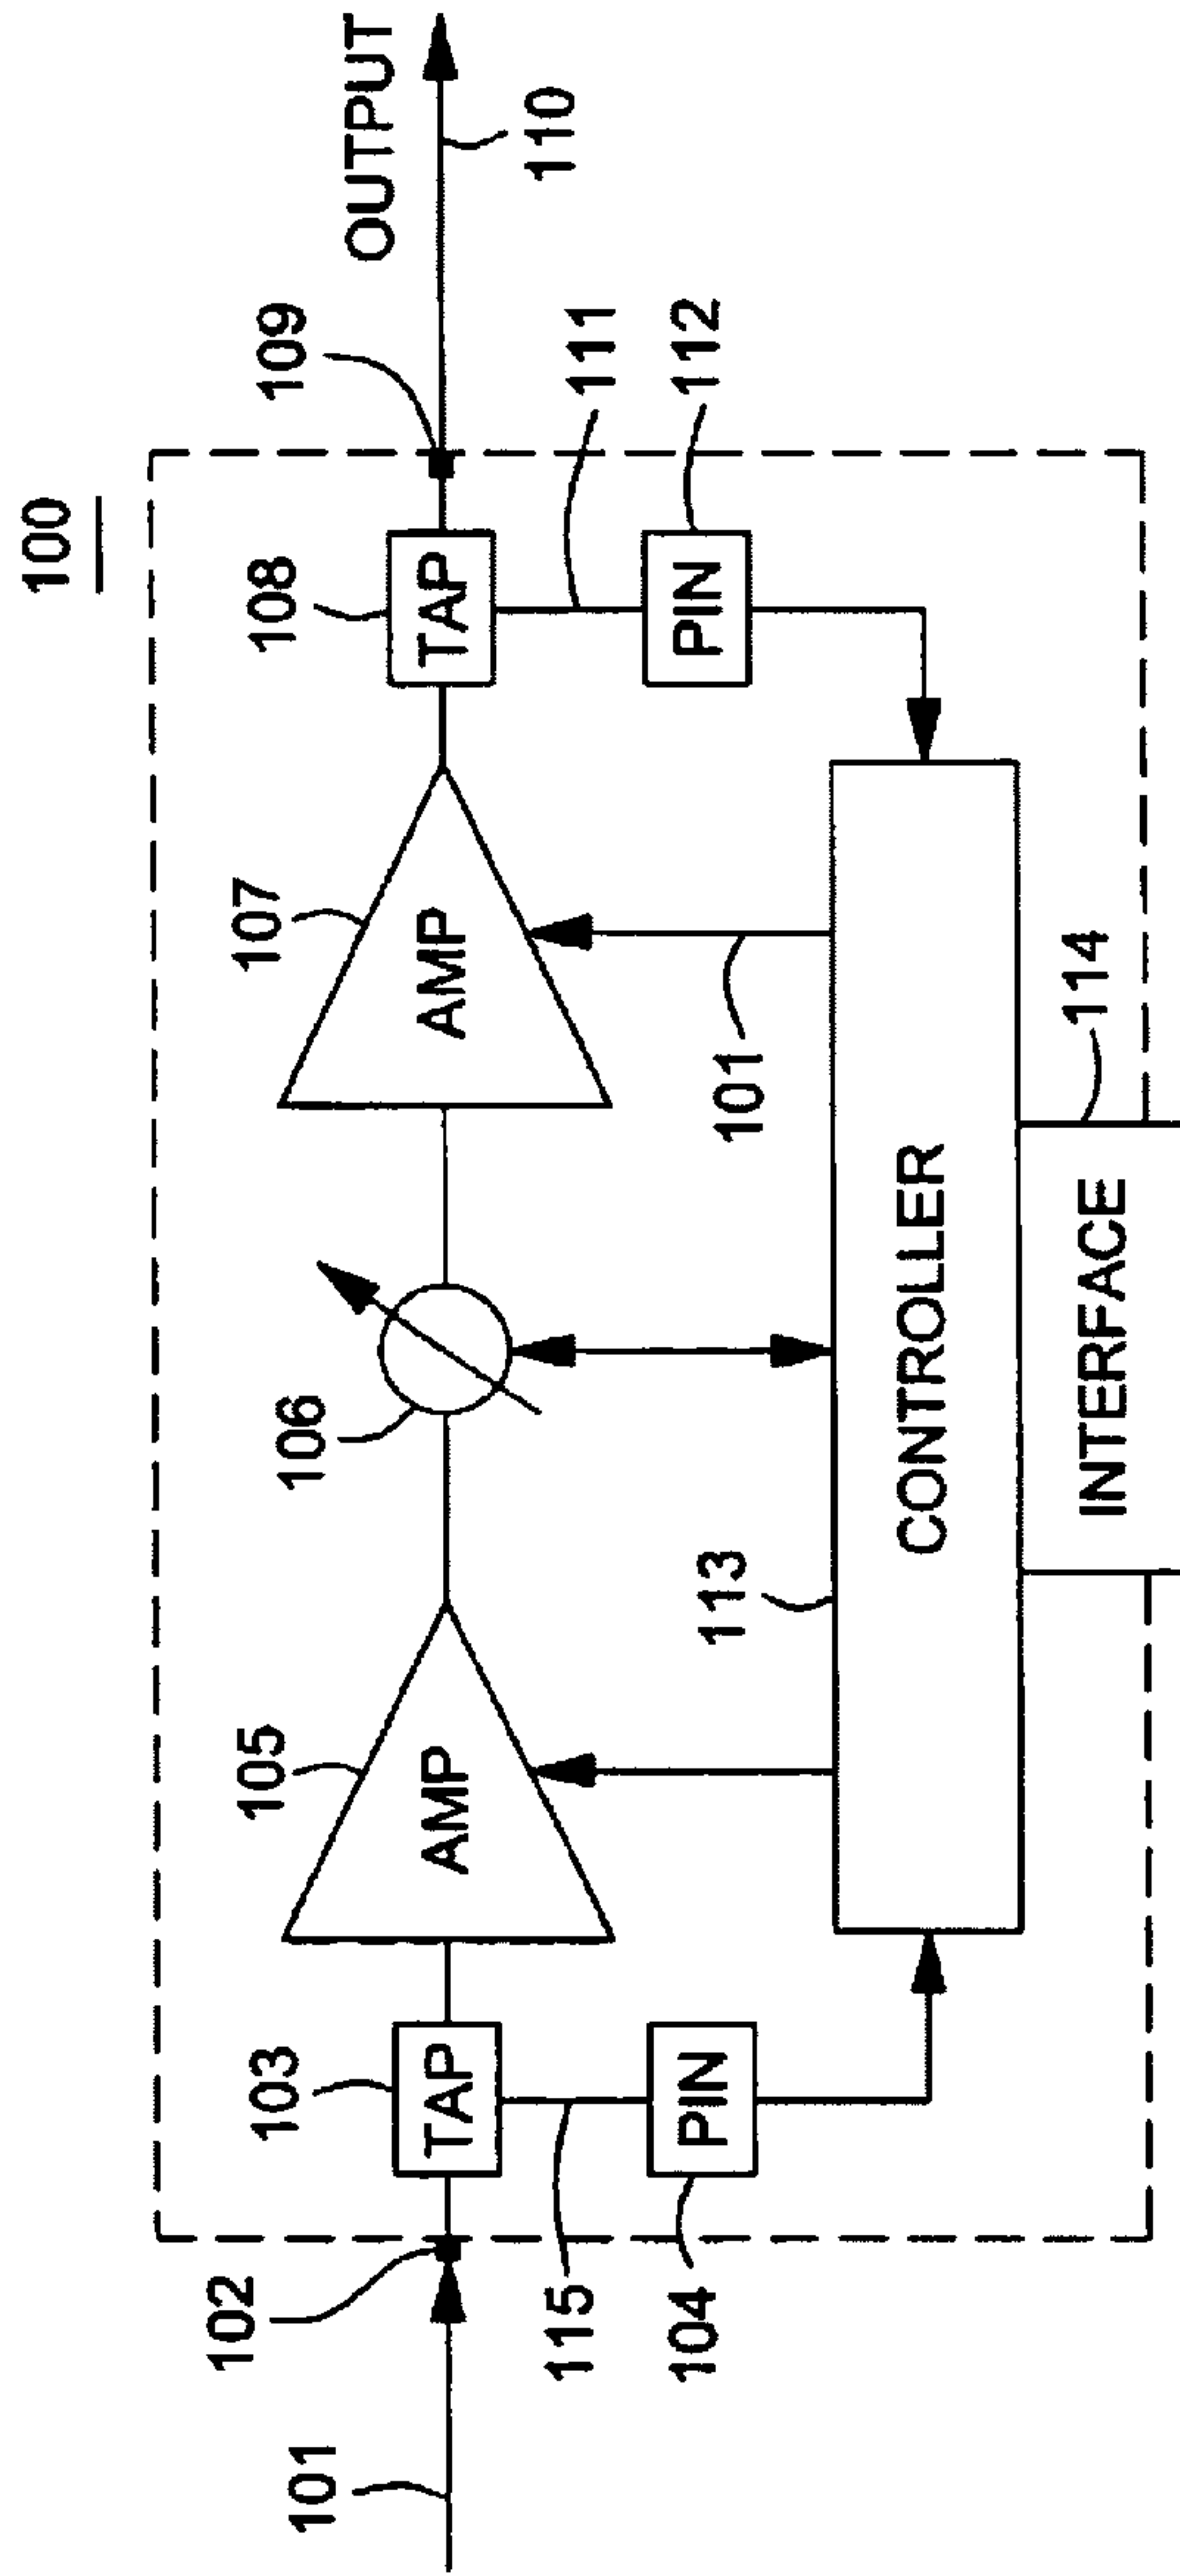 100
101
102
103
TAP
115
104
PIN
105
AMP
106
107
AMP
101
108
TAP
111
112
PIN
109
OUTPUT
110
113
CONTROLLER
INTERFACE
114